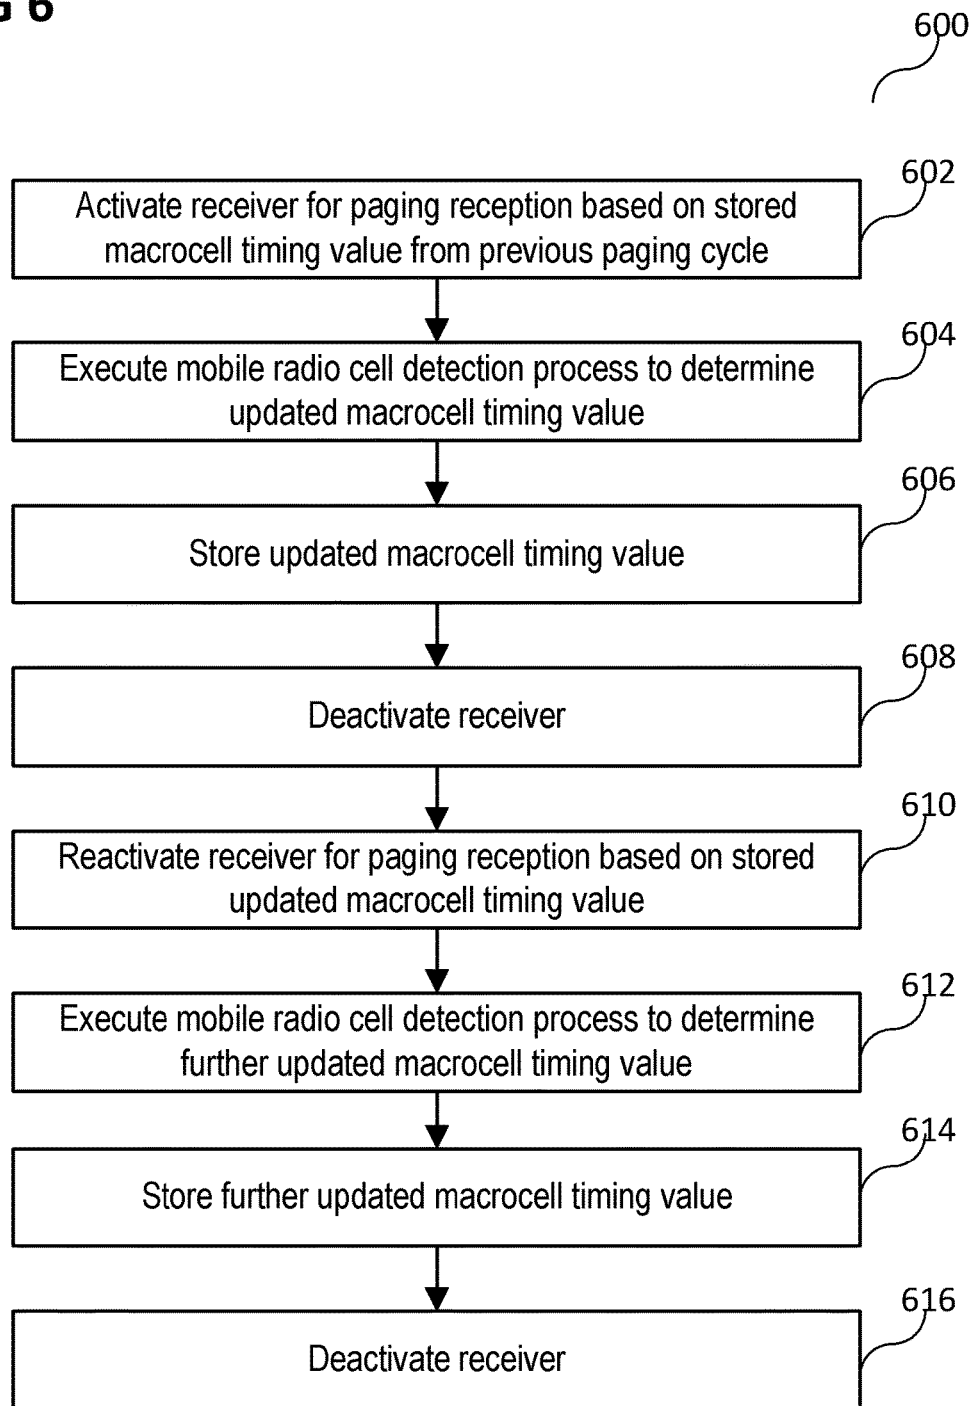 G 6
600
602
Activate receiver for paging reception based on stored
macrocell timing value from previous paging cycle
604
Execute mobile radio cell detection process to determine
updated macrocell timing value
606
Store updated macrocell timing value
608
Deactivate receiver
610
Reactivate receiver for paging reception based on stored
updated macrocell timing value
612
Execute mobile radio cell detection process to determine
further updated macrocell timing value
614
Store further updated macrocell timing value
616
Deactivate receiver